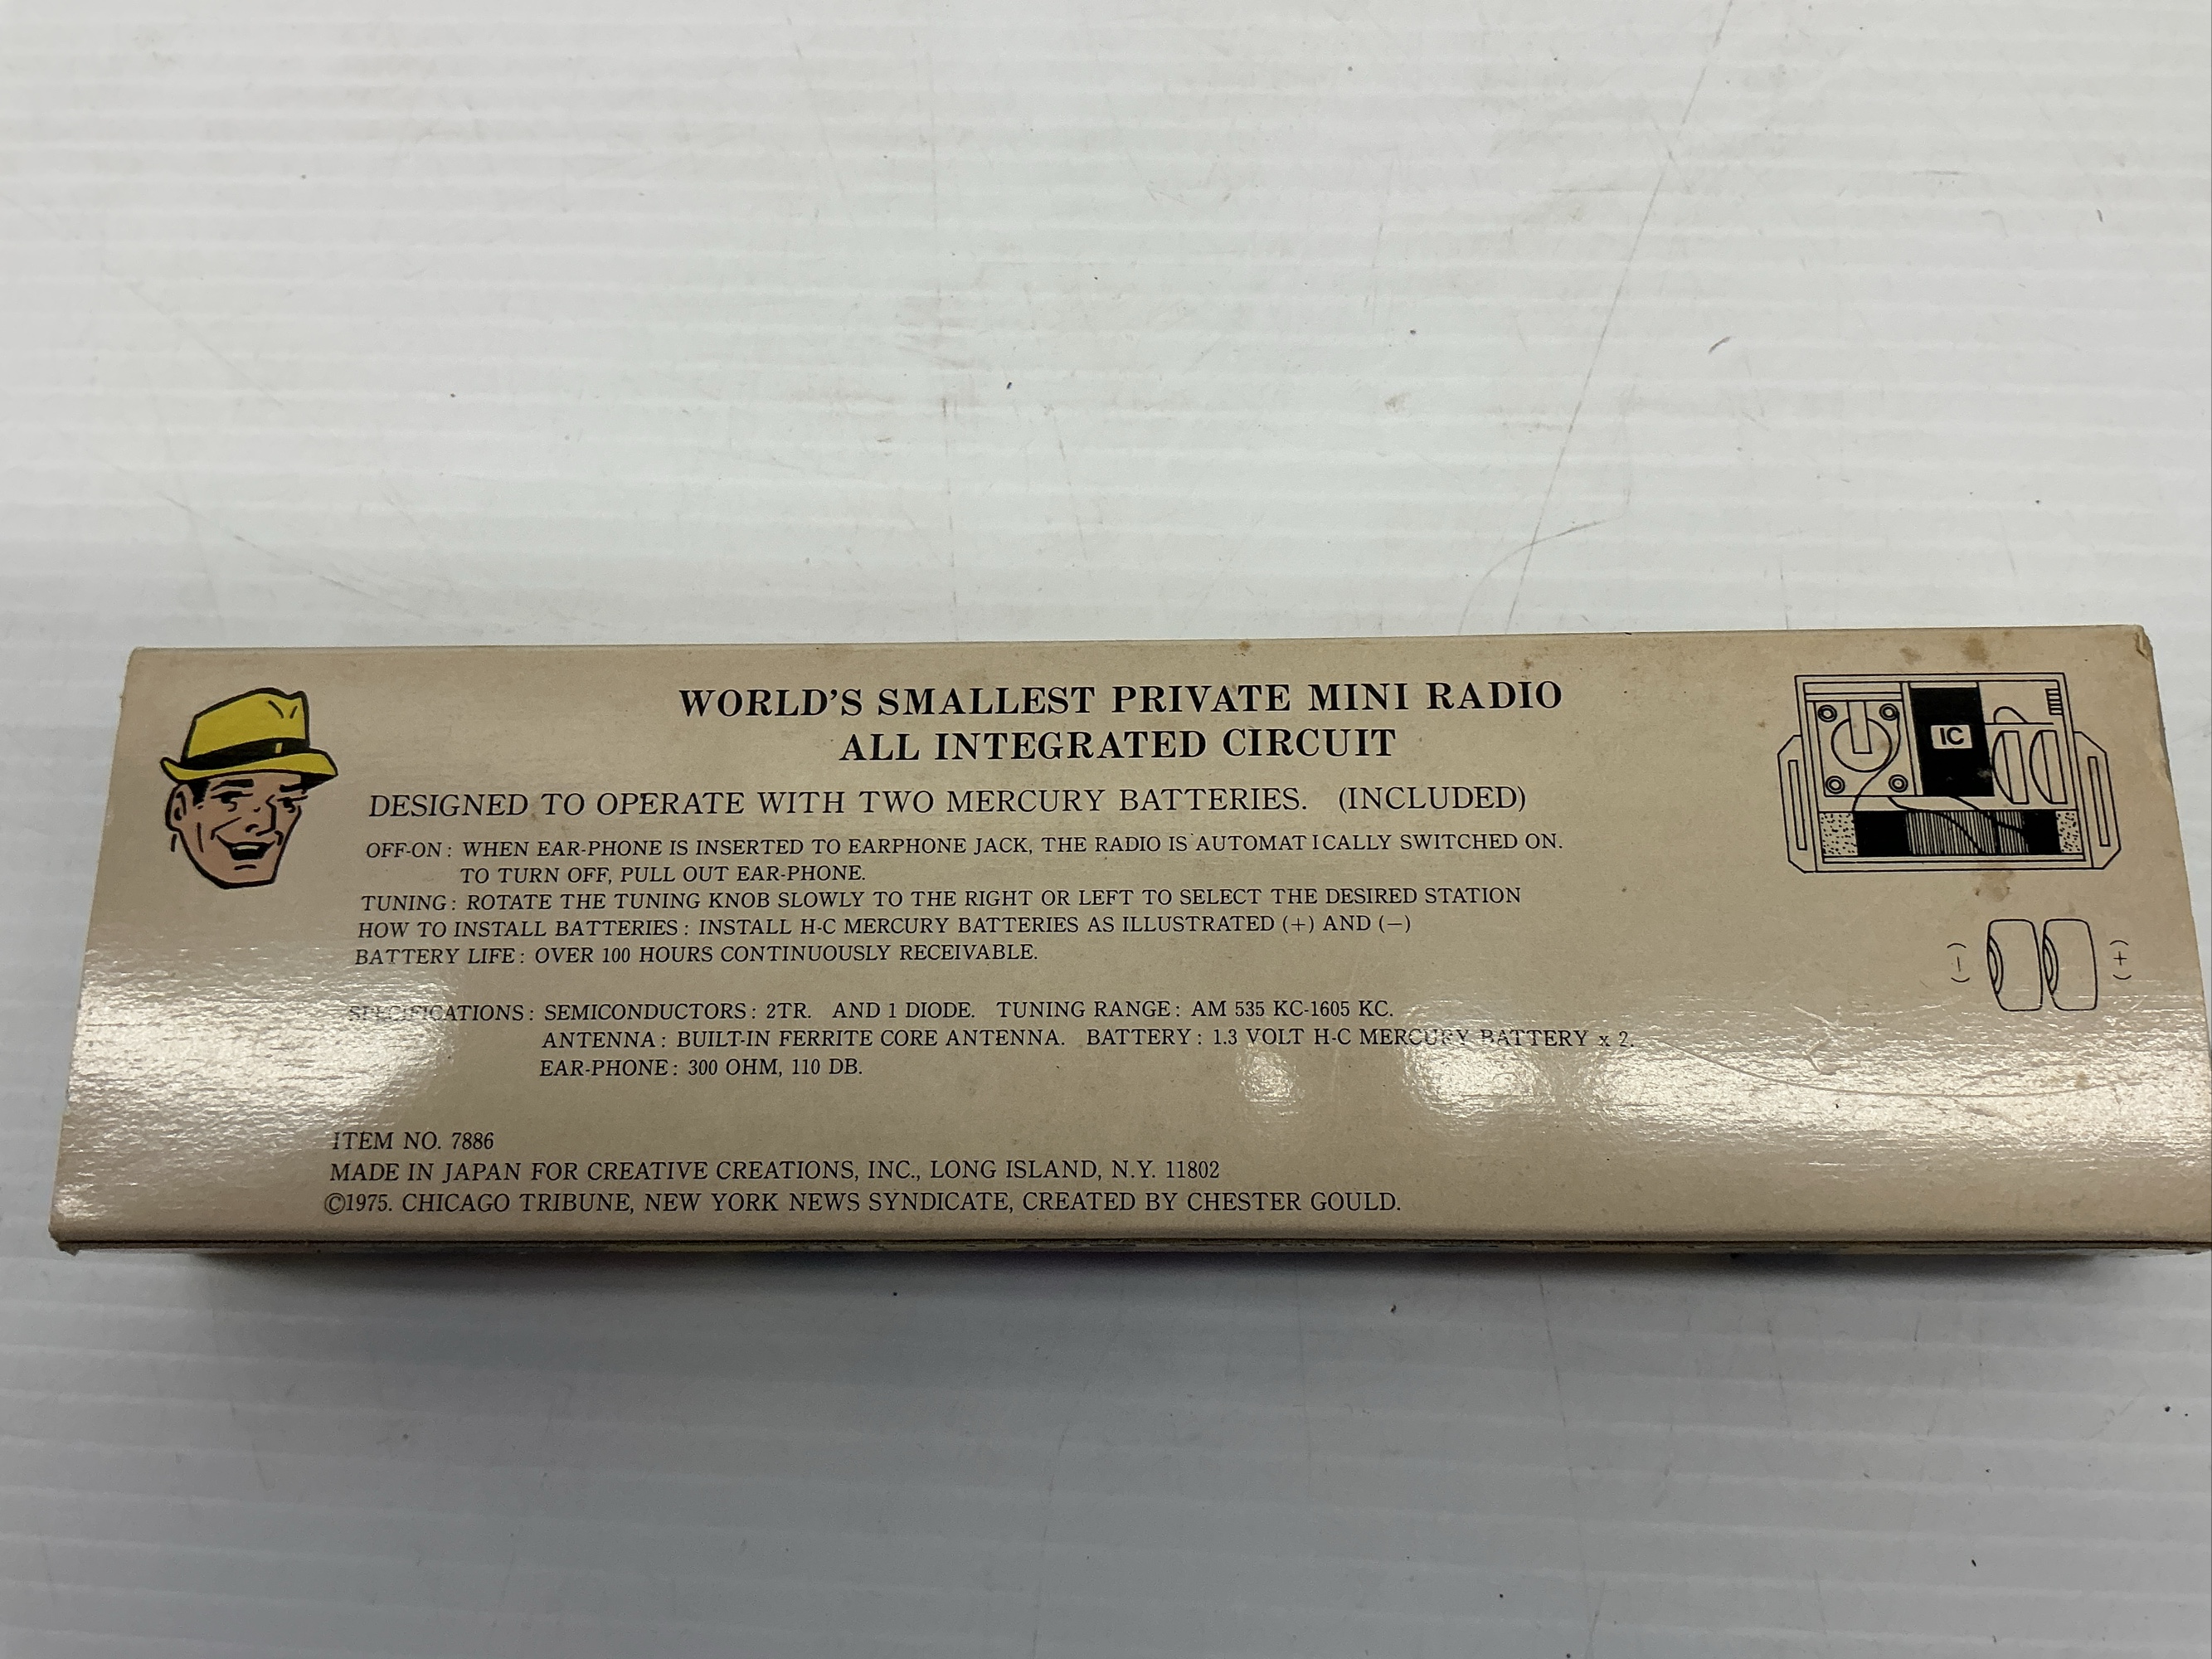 WORLD'S SMALLEST PRIVATE MINI RADIO
ALL INTEGRATED CIRCUIT
DESIGNED TO OPERATE WITH TWO MERCURY BATTERIES. (INCLUDED)
OFF-ON: WHEN EAR-PHONE IS INSERTED TO EARPHONE JACK, THE RADIO IS AUTOMATICALLY SWITCHED ON.
TO TURN OFF, PULL OUT EAR-PHONE.
TUNING: ROTATE THE TUNING KNOB SLOWLY TO THE RIGHT OR LEFT TO SELECT THE DESIRED STATION
HOW TO INSTALL BATTERIES: INSTALL H-C MERCURY BATTERIES AS ILLUSTRATED (+) AND (−)
BATTERY LIFE: OVER 100 HOURS CONTINUOUSLY RECEIVABLE.
SPECIFICATIONS: SEMICONDUCTORS: 2TR. AND 1 DIODE. TUNING RANGE: AM 535 KC-1605 KC.
ANTENNA: BUILT-IN FERRITE CORE ANTENNA. BATTERY: 1.3 VOLT H-C MERCURY BATTERY x 2.
EAR-PHONE: 300 OHM, 110 DB.
ITEM NO. 7886
MADE IN JAPAN FOR CREATIVE CREATIONS, INC., LONG ISLAND, N.Y. 11802
©1975. CHICAGO TRIBUNE, NEW YORK NEWS SYNDICATE, CREATED BY CHESTER GOULD.
IC
(−) (+)